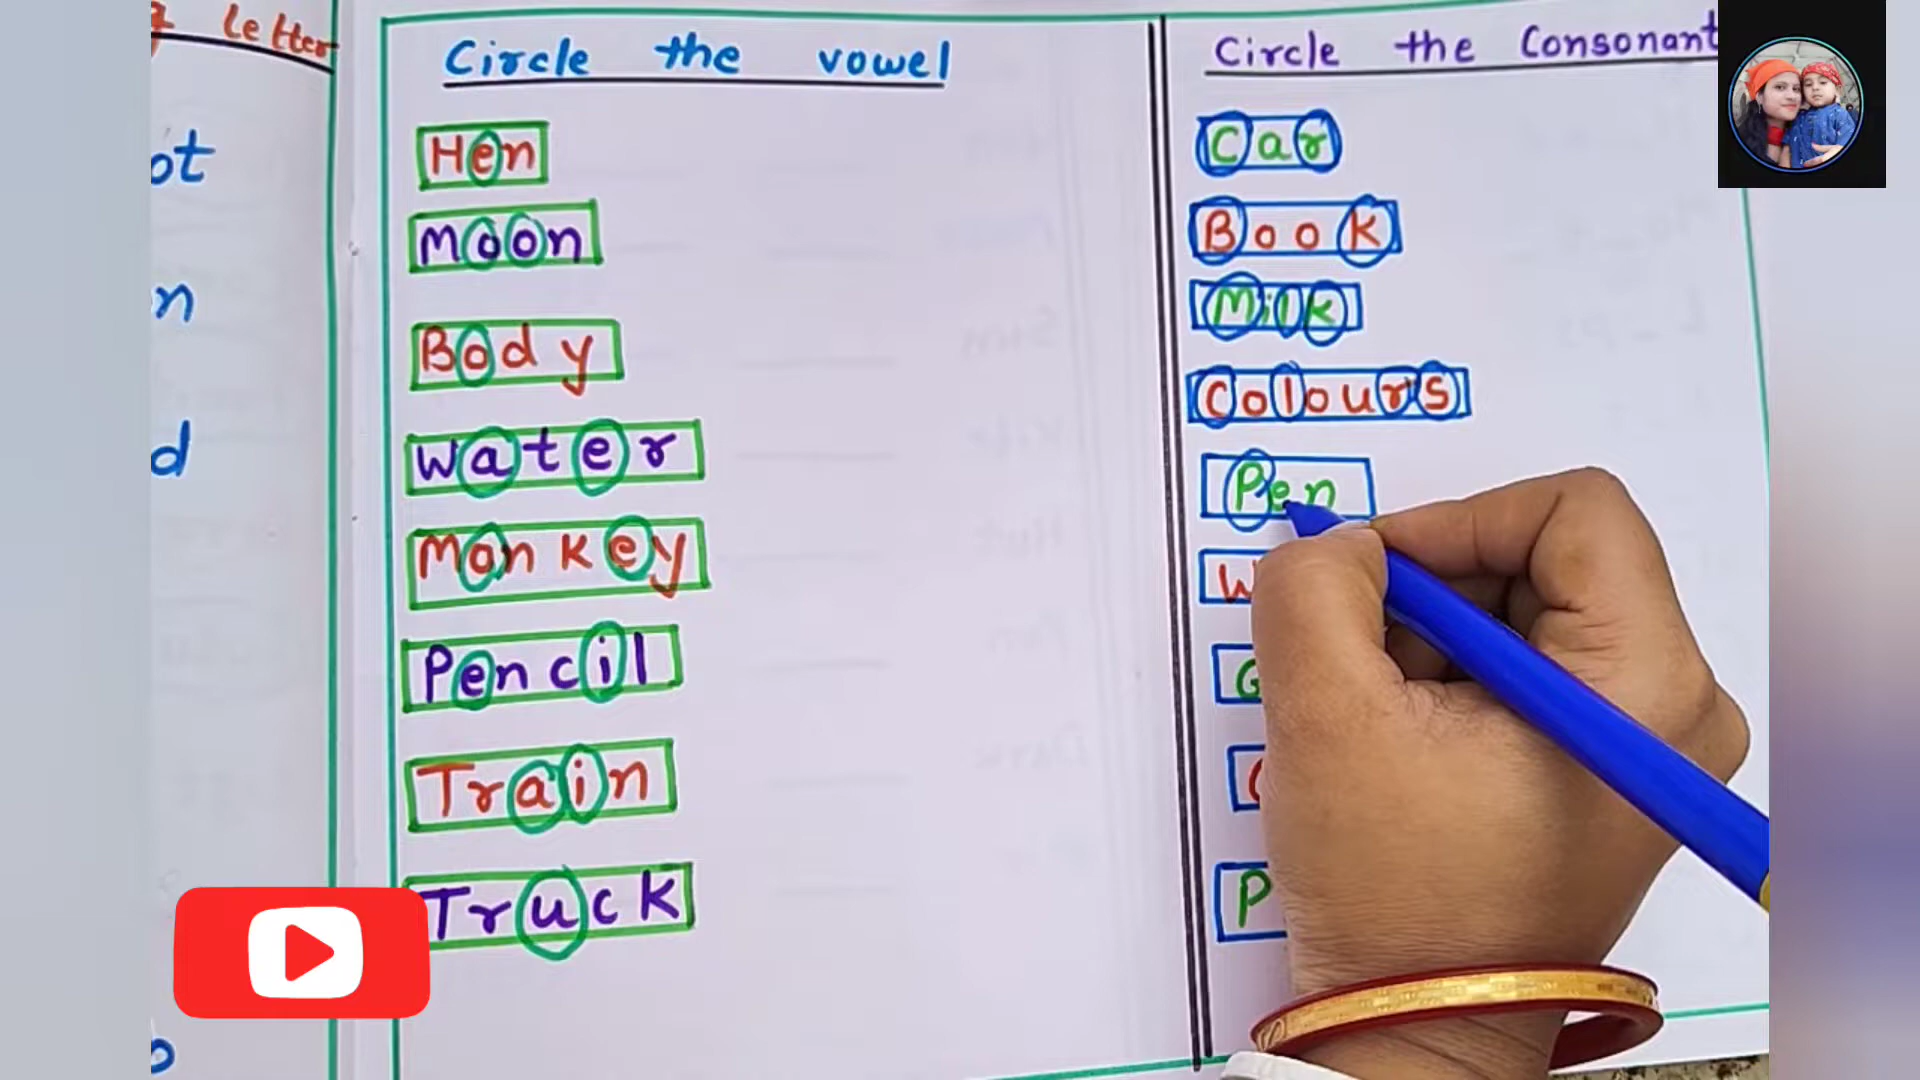 letter
ot
n
d
Circle the vowel
Hen
Moon
Body
Water
Monkey
Pencil
Train
Truck
Circle the Consonant
Car
Book
Milk
Colours
Pen
W
G
P